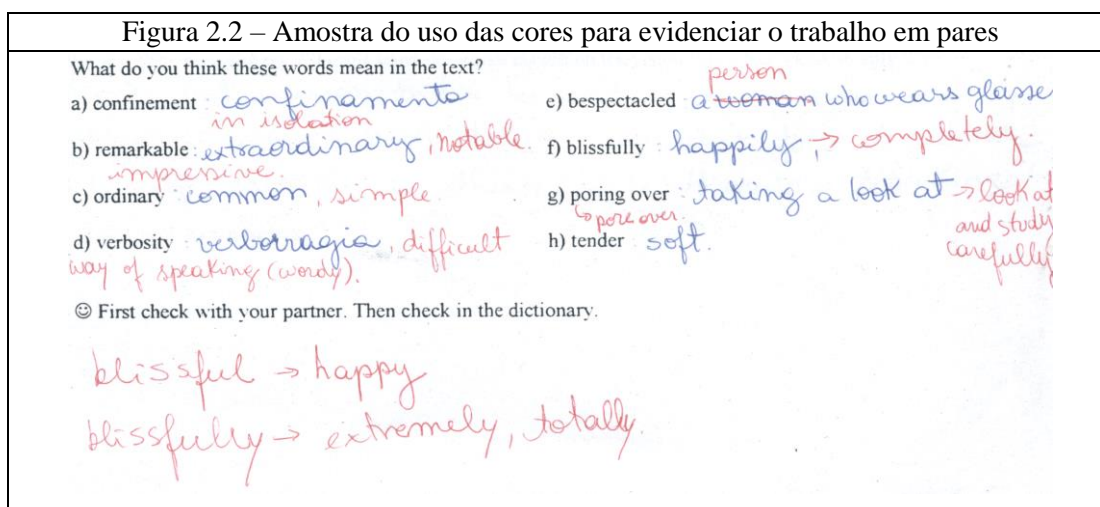 Figura 2.2 – Amostra do uso das cores para evidenciar o trabalho em pares
What do you think these words mean in the text?
a) confinement : confinamento
in isolation
b) remarkable : extraordinary, notable.
impressive.
c) ordinary : common, simple.
d) verbosity : verborragia, difficult
way of speaking (wordy).
person
e) bespectacled : a woman who wears glasse
f) blissfully : happily, → completely.
g) poring over : taking a look at → look at
↳ pore over.
and study
carefully
h) tender : soft.
☺ First check with your partner. Then check in the dictionary.
blissful → happy
blissfully → extremely, totally.